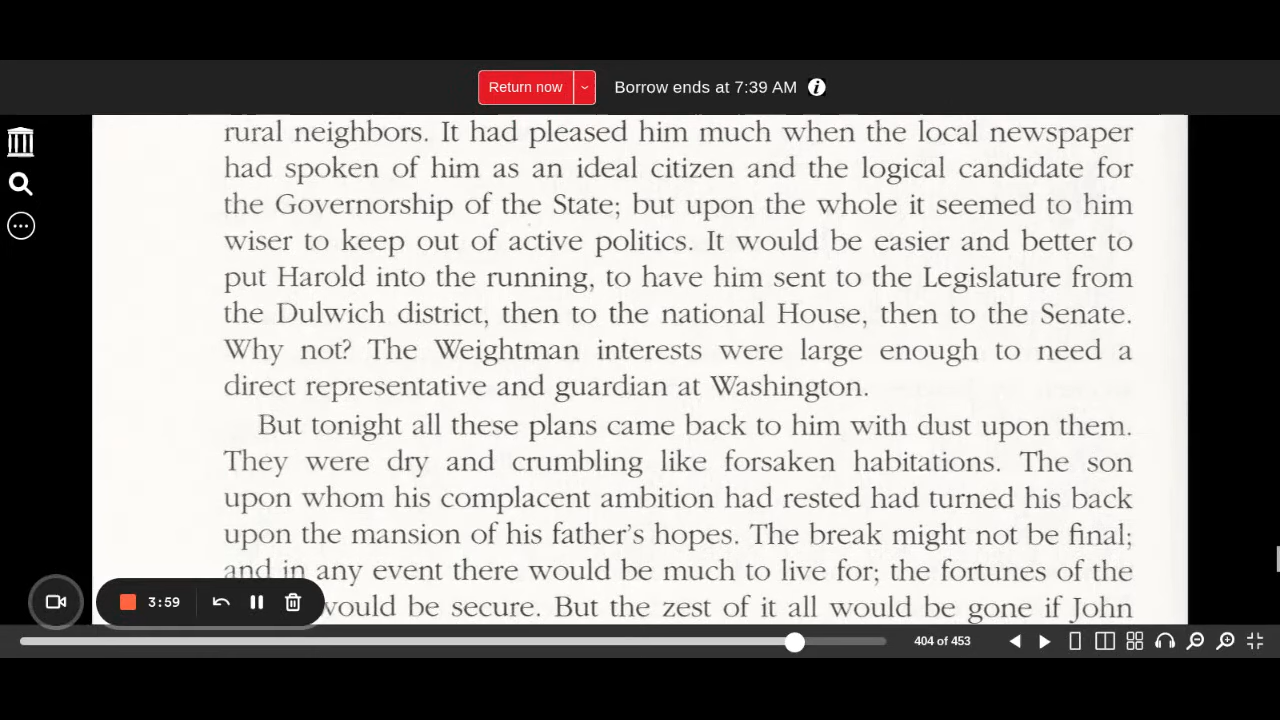 Return now
Borrow ends at 7:39 AM
rural neighbors. It had pleased him much when the local newspaper
had spoken of him as an ideal citizen and the logical candidate for
the Governorship of the State; but upon the whole it seemed to him
wiser to keep out of active politics. It would be easier and better to
put Harold into the running, to have him sent to the Legislature from
the Dulwich district, then to the national House, then to the Senate.
Why not? The Weightman interests were large enough to need a
direct representative and guardian at Washington.
But tonight all these plans came back to him with dust upon them.
They were dry and crumbling like forsaken habitations. The son
upon whom his complacent ambition had rested had turned his back
upon the mansion of his father's hopes. The break might not be final;
and in any event there would be much to live for; the fortunes of the
would be secure. But the zest of it all would be gone if John
3:59
404 of 453